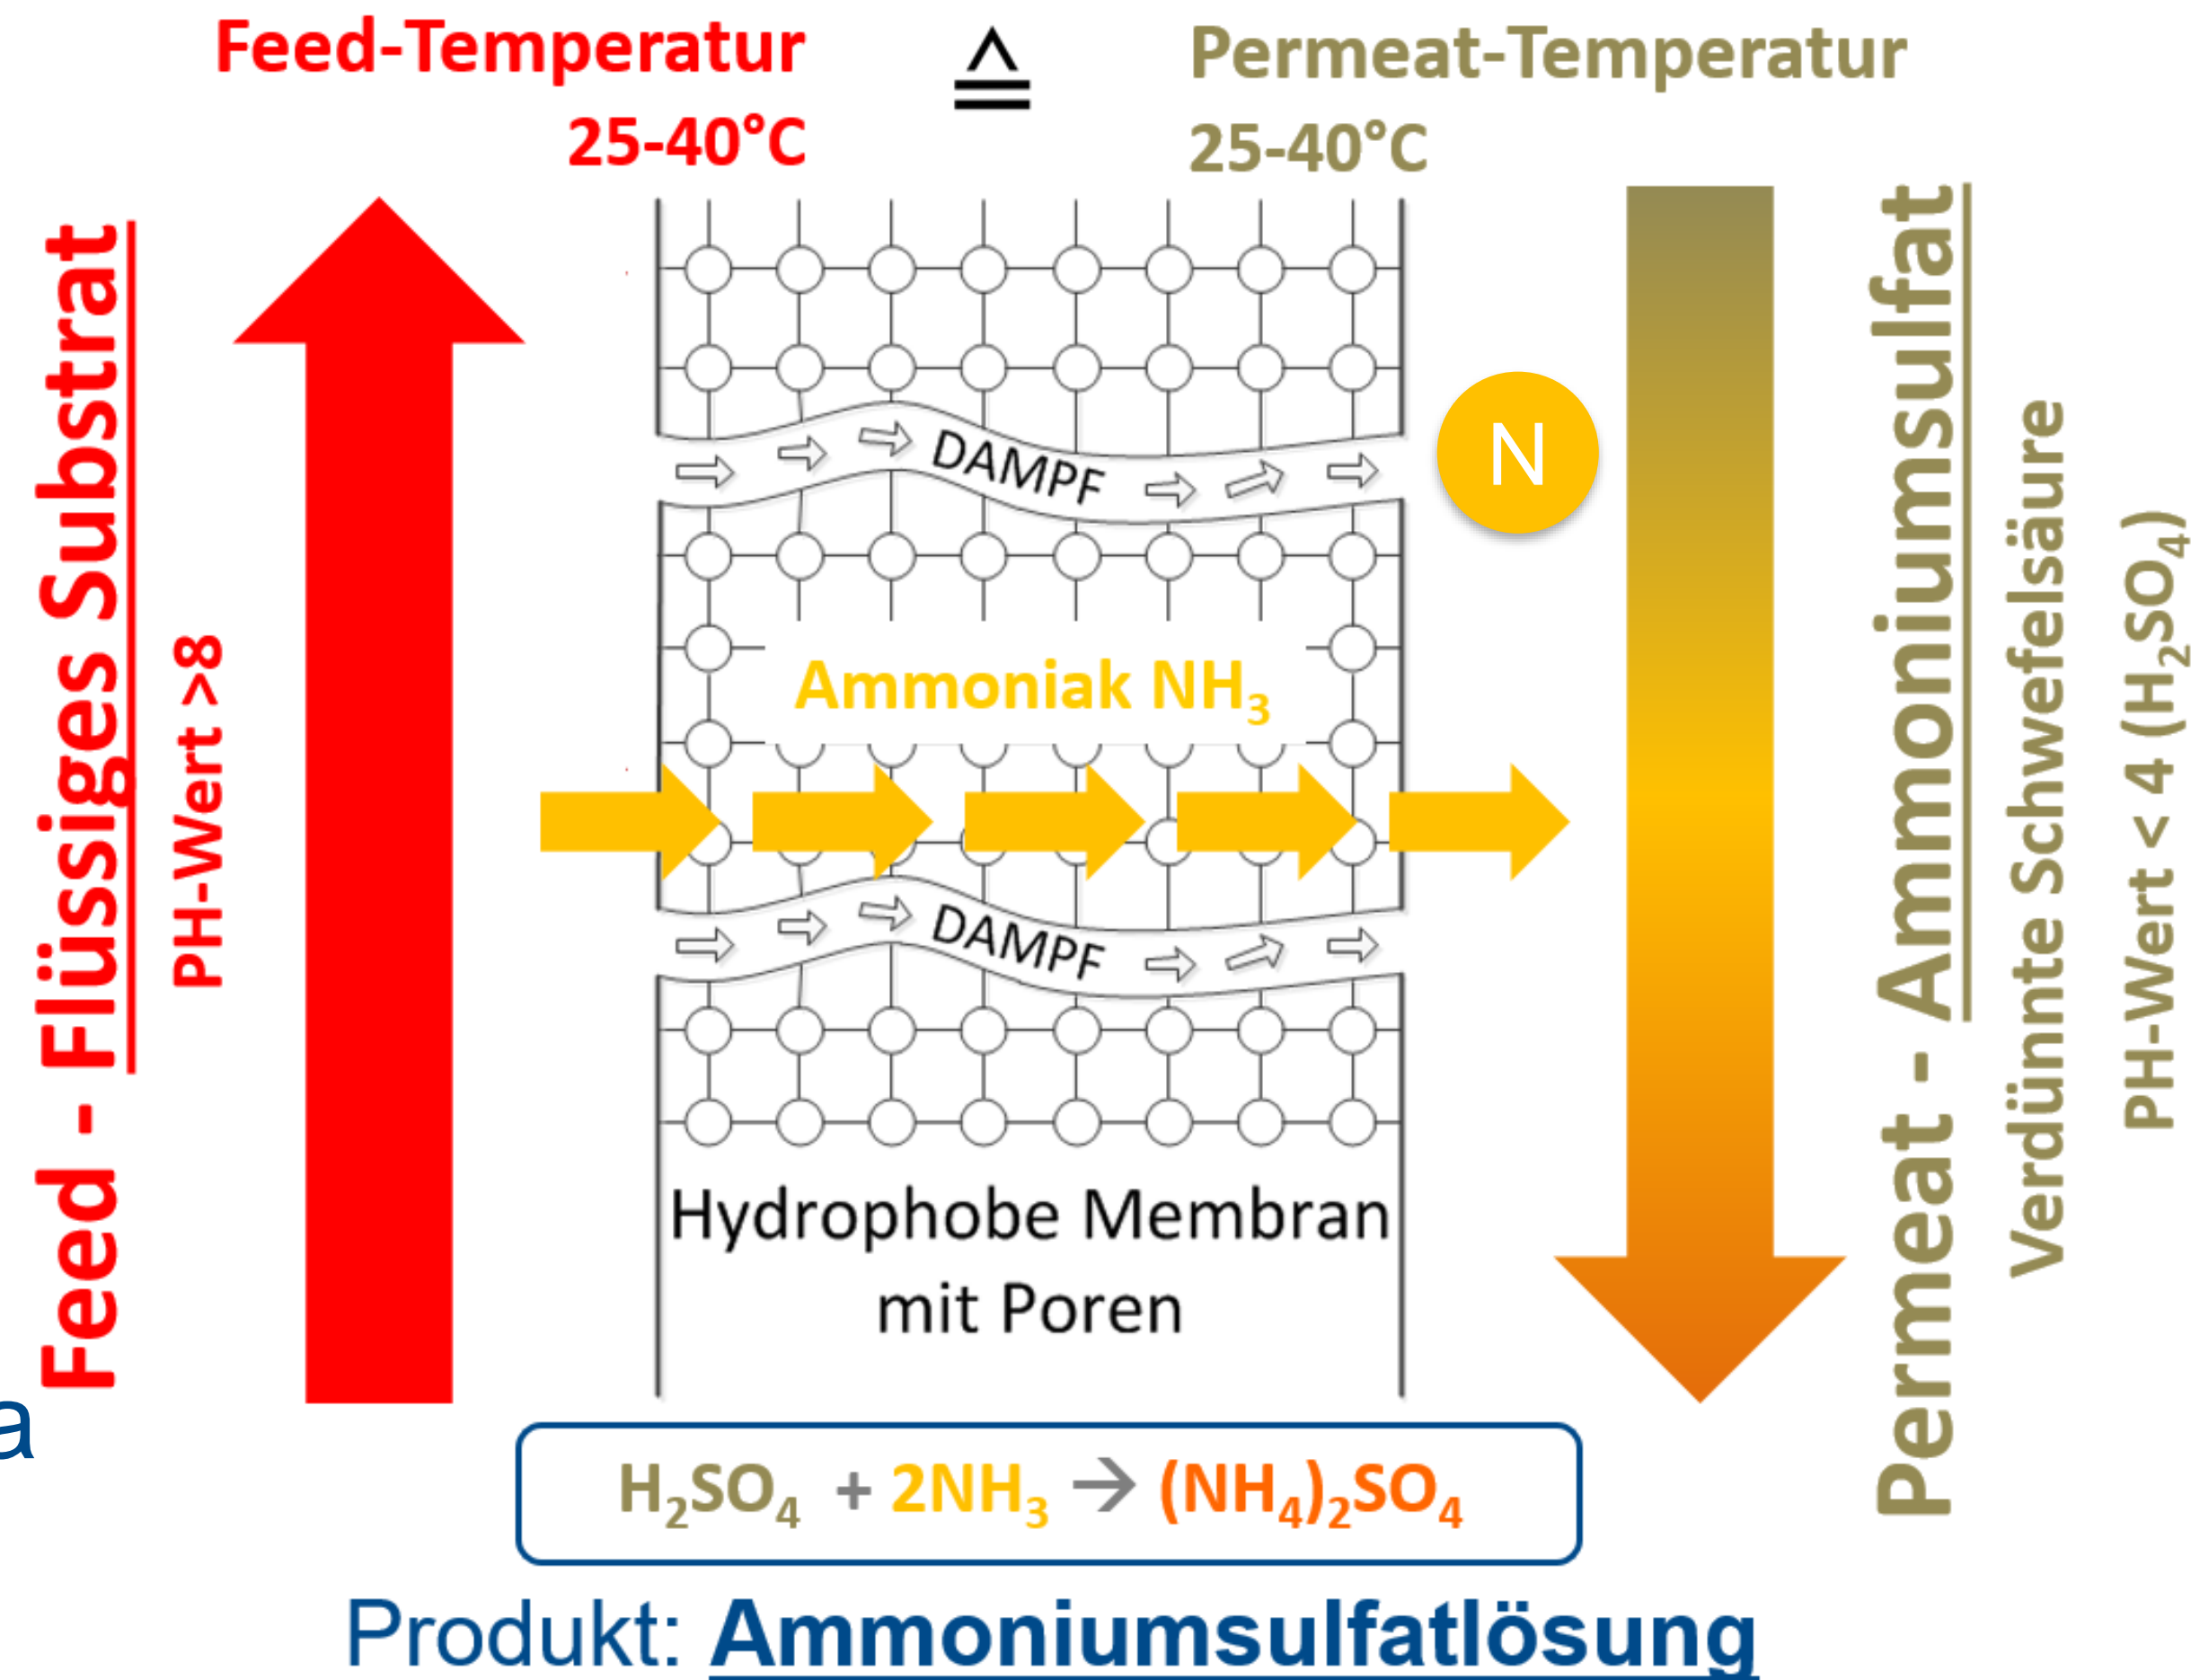 Feed-Temperatur
≙
Permeat-Temperatur
25-40°C
25-40°C
Feed - Flüssiges Substrat
PH-Wert >8
DAMPF
N
Ammoniak NH₃
DAMPF
Hydrophobe Membran
mit Poren
Permeat - Ammoniumsulfat
Verdünnte Schwefelsäure
PH-Wert < 4 (H₂SO₄)
a
H₂SO₄ + 2NH₃ → (NH₄)₂SO₄
Produkt: Ammoniumsulfatlösung